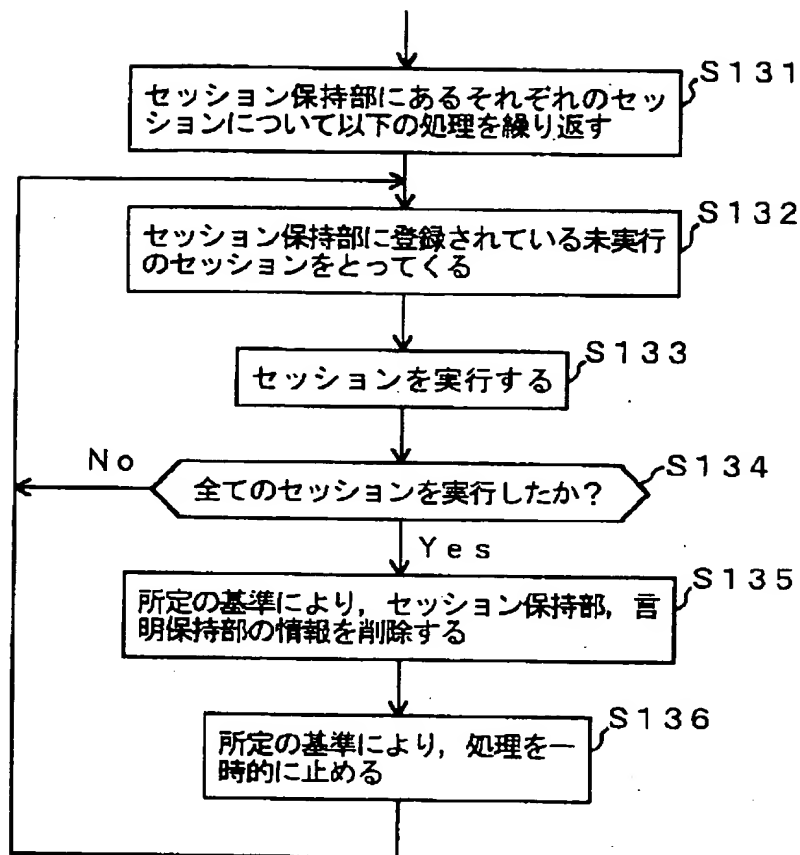 S131
セッション保持部にあるそれぞれのセッ
ションについて以下の処理を繰り返す
S132
セッション保持部に登録されている未実行
のセッションをとってくる
S133
セッションを実行する
No
全てのセッションを実行したか?
S134
Yes
S135
所定の基準により,セッション保持部,言
明保持部の情報を削除する
S136
所定の基準により,処理を一
時的に止める